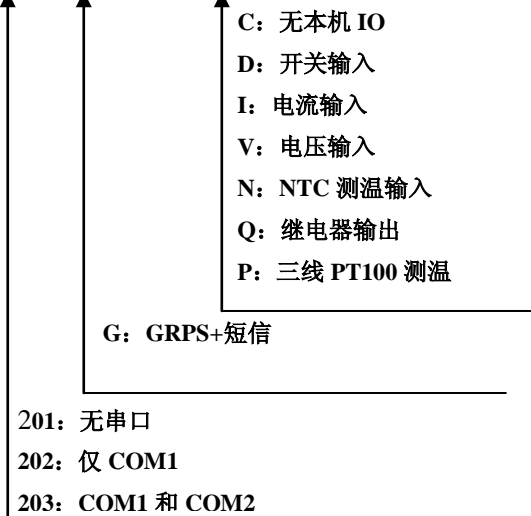 C：无本机 IO
D：开关输入
I：电流输入
V：电压输入
N：NTC 测温输入
Q：继电器输出
P：三线 PT100 测温
G：GRPS+短信
201：无串口
202：仅 COM1
203：COM1 和 COM2